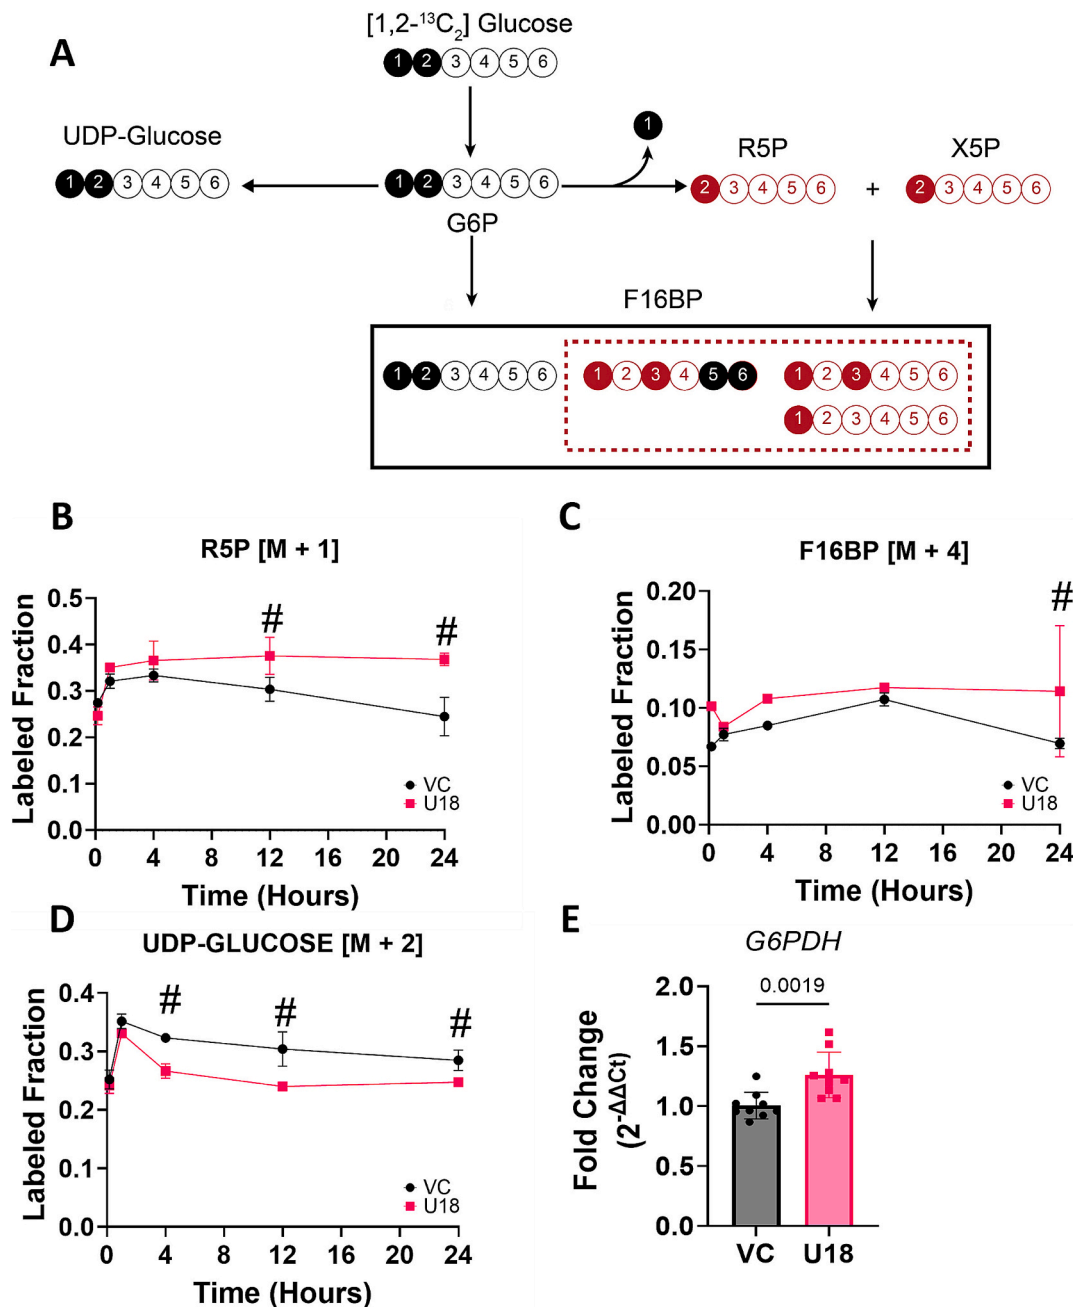 A
[1,2-¹³C₂] Glucose
1 2 3 4 5 6
UDP-Glucose
1 2 3 4 5 6
1 2 3 4 5 6
G6P
1
R5P
2 3 4 5 6
+
X5P
2 3 4 5 6
F16BP
1 2 3 4 5 6
1 2 3 4 5 6
1 2 3 4 5 6
1 2 3 4 5 6
B
R5P [M + 1]
Labeled Fraction
0.5
0.4
0.3
0.2
0.1
0.0
# #
VC
U18
0 4 8 12 16 20 24
Time (Hours)
C
F16BP [M + 4]
Labeled Fraction
0.20
0.15
0.10
0.05
0.00
#
VC
U18
0 4 8 12 16 20 24
Time (Hours)
D
UDP-GLUCOSE [M + 2]
Labeled Fraction
0.4
0.3
0.2
0.1
0.0
# # #
VC
U18
0 4 8 12 16 20 24
Time (Hours)
E
G6PDH
0.0019
Fold Change
(2^-ΔΔCt)
2.0
1.5
1.0
0.5
0.0
VC U18